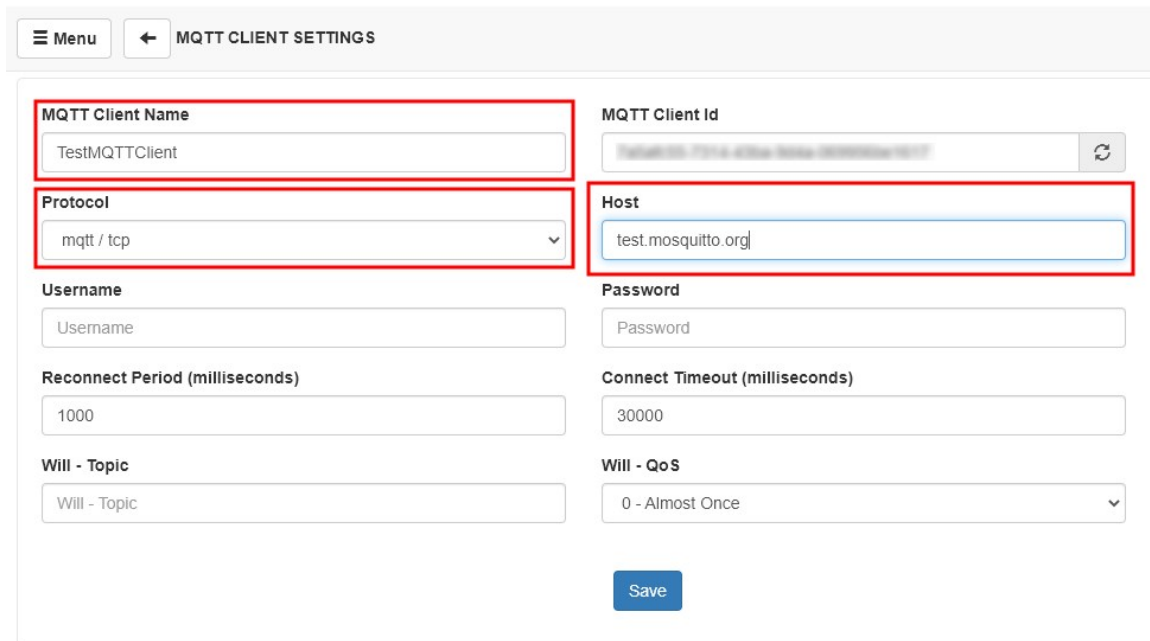 Menu
MQTT CLIENT SETTINGS
MQTT Client Name
MQTT Client Id
TestMQTTClient
Protocol
Host
mqtt / tcp
test.mosquitto.org
Username
Password
Username
Password
Reconnect Period (milliseconds)
Connect Timeout (milliseconds)
1000
30000
Will - Topic
Will - QoS
Will - Topic
0 - Almost Once
Save